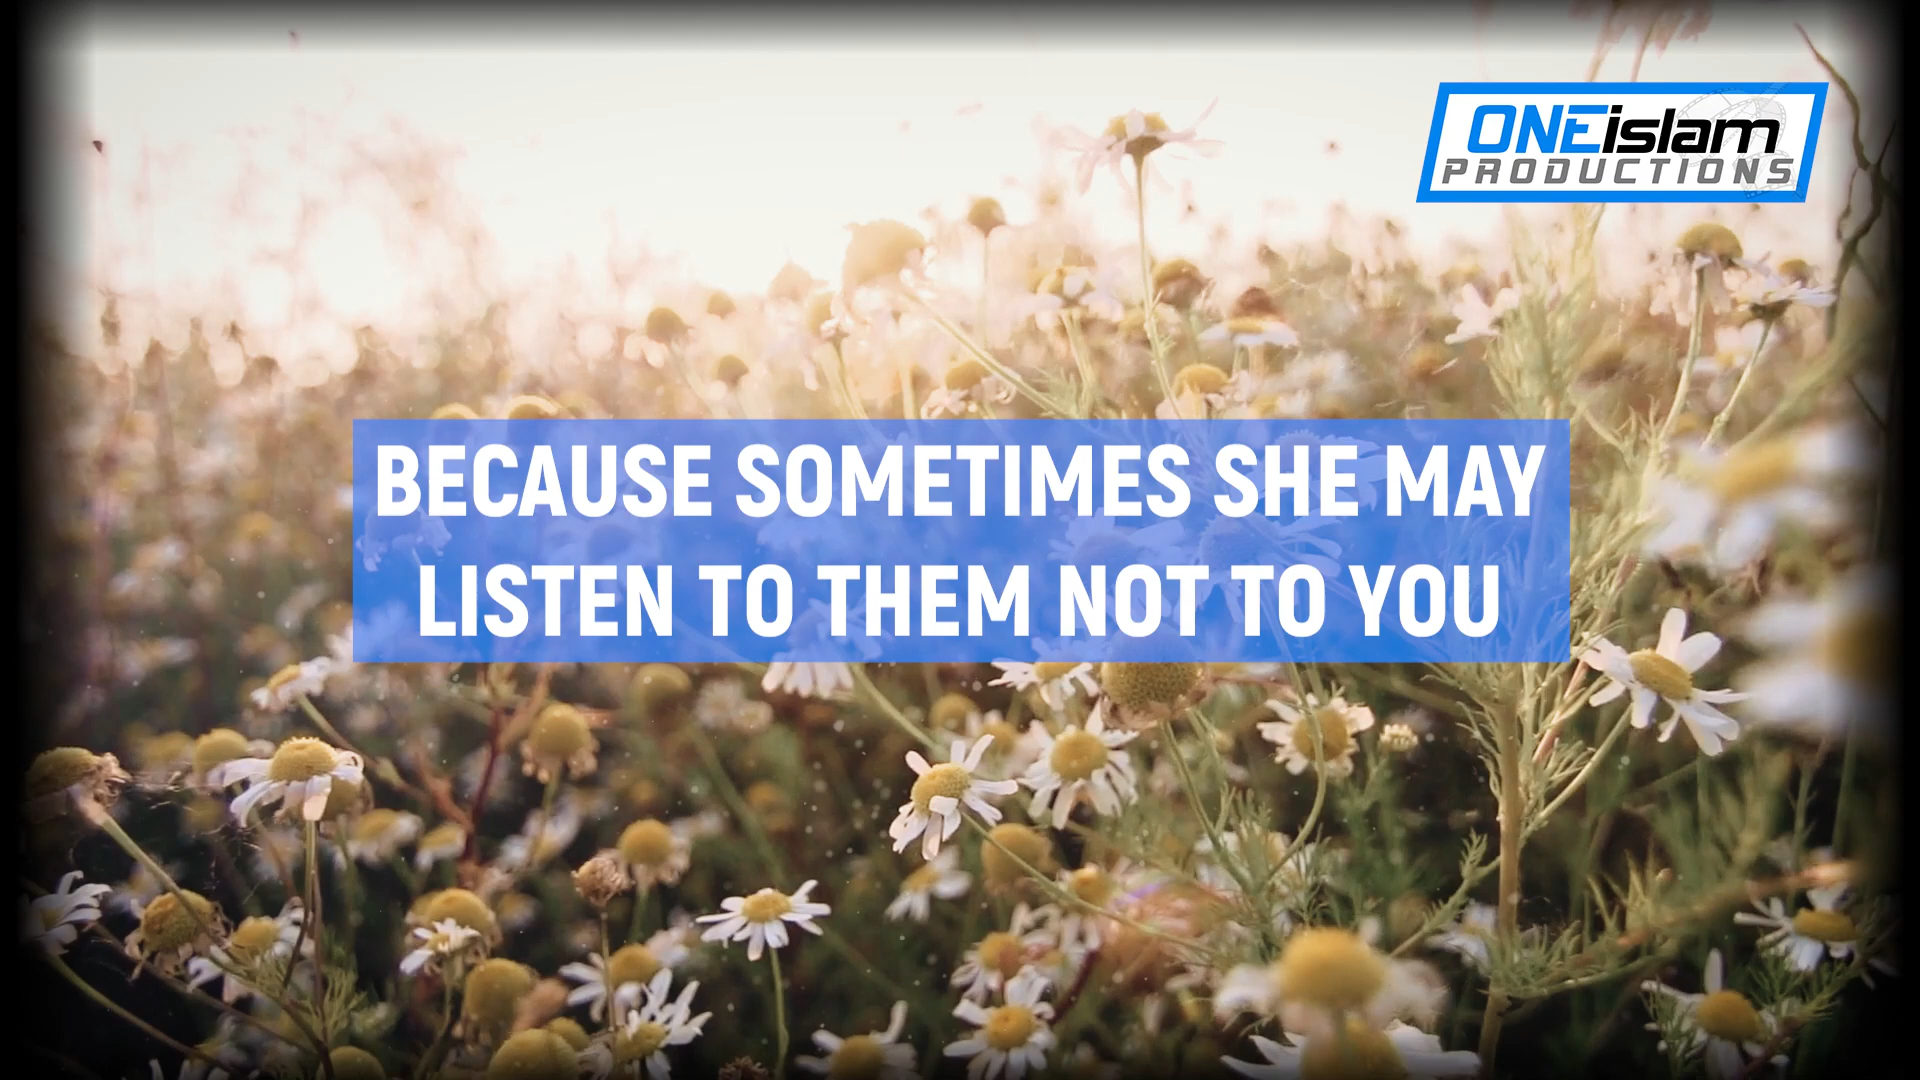 ONEislam
PRODUCTIONS
BECAUSE SOMETIMES SHE MAY
LISTEN TO THEM NOT TO YOU